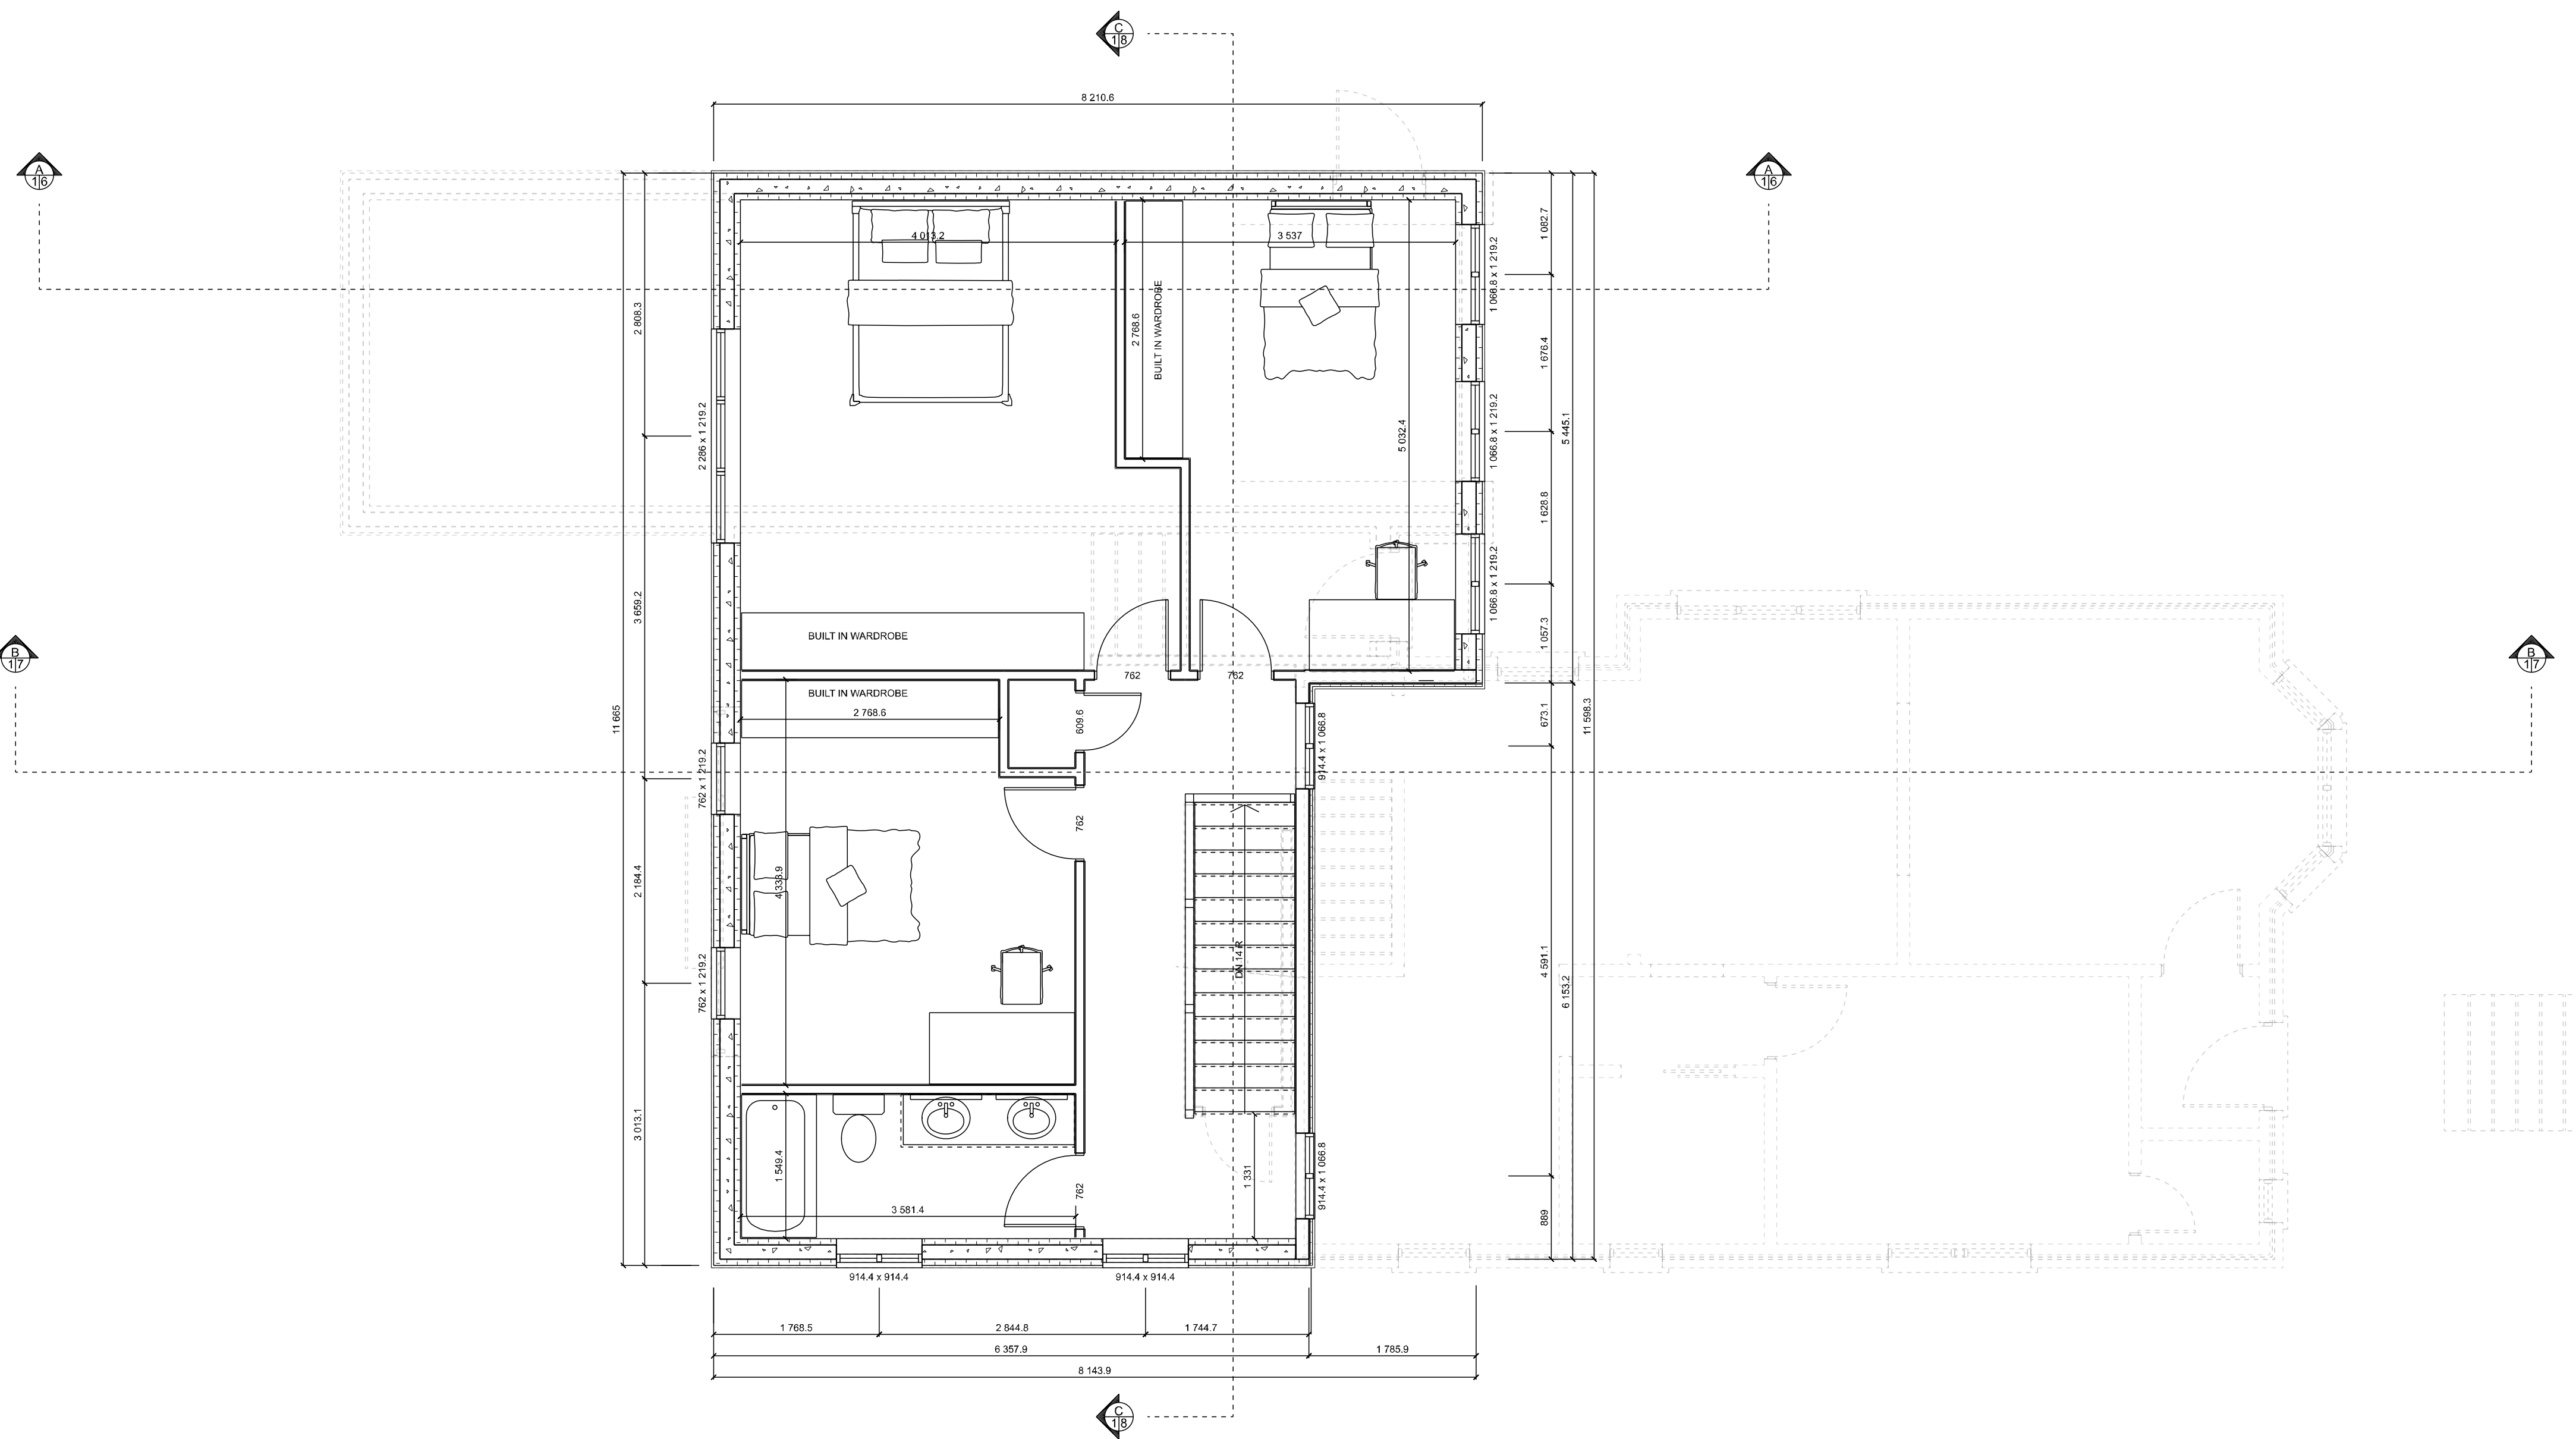 C
1 8
8 210.6
A
1 6
A
1 6
4 013.2
3 537
1 082.7
1 066.8 x 1 219.2
2 808.3
2 768.6
BUILT IN WARDROBE
1 676.4
2 286 x 1 219.2
5 032.4
1 066.8 x 1 219.2
5 445.1
1 628.8
3 659.2
1 066.8 x 1 219.2
BUILT IN WARDROBE
1 057.3
B
1 7
B
1 7
762
762
BUILT IN WARDROBE
2 768.6
609.6
11 665
673.1
11 598.3
914.4 x 1 066.8
762 x 1 219.2
762
4 333.9
2 184.4
DN 14 R
762 x 1 219.2
4 591.1
6 153.2
3 013.1
1 549.4
1 331
762
914.4 x 1 066.8
3 581.4
889
914.4 x 914.4
914.4 x 914.4
1 768.5
2 844.8
1 744.7
6 357.9
1 785.9
8 143.9
C
1 8